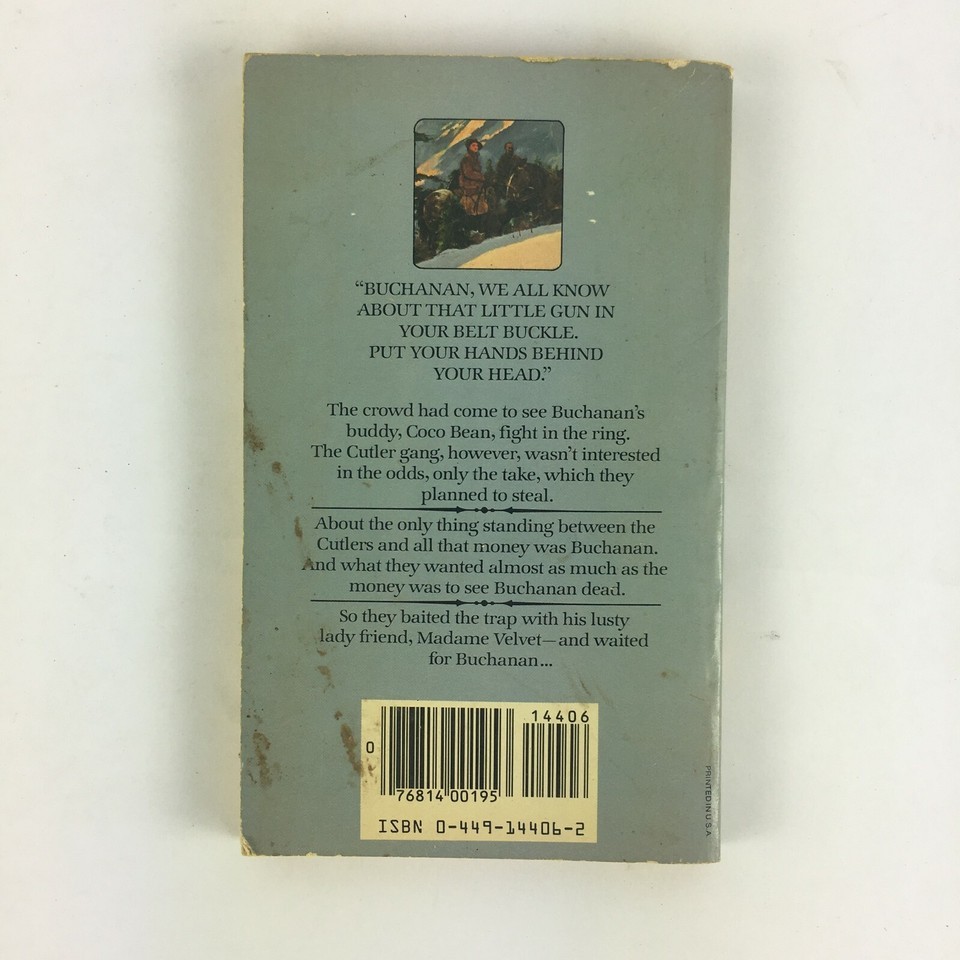 “BUCHANAN, WE ALL KNOW
ABOUT THAT LITTLE GUN IN
YOUR BELT BUCKLE.
PUT YOUR HANDS BEHIND
YOUR HEAD.”
The crowd had come to see Buchanan’s
buddy, Coco Bean, fight in the ring.
The Cutler gang, however, wasn’t interested
in the odds, only the take, which they
planned to steal.
About the only thing standing between the
Cutlers and all that money was Buchanan.
And what they wanted almost as much as the
money was to see Buchanan dead.
So they baited the trap with his lusty
lady friend, Madame Velvet—and waited
for Buchanan...
14406
0
76814 00195
ISBN 0-449-14406-2
PRINTED IN U.S.A.